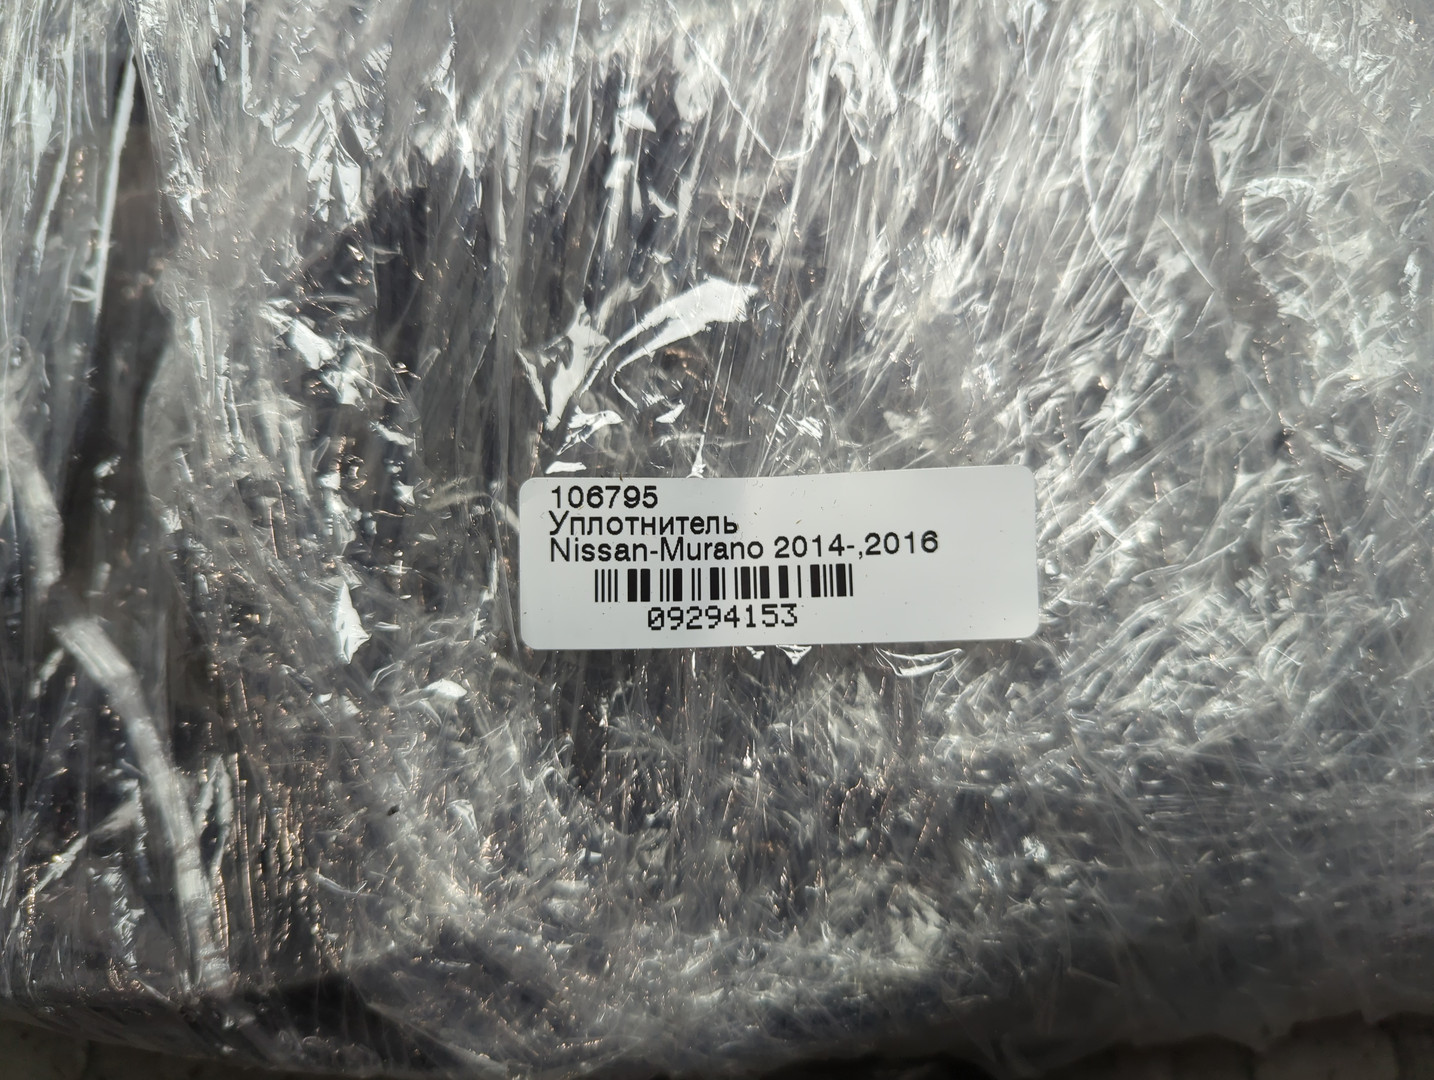 106795
Уплотнитель
Nissan-Murano 2014-,2016
09294153